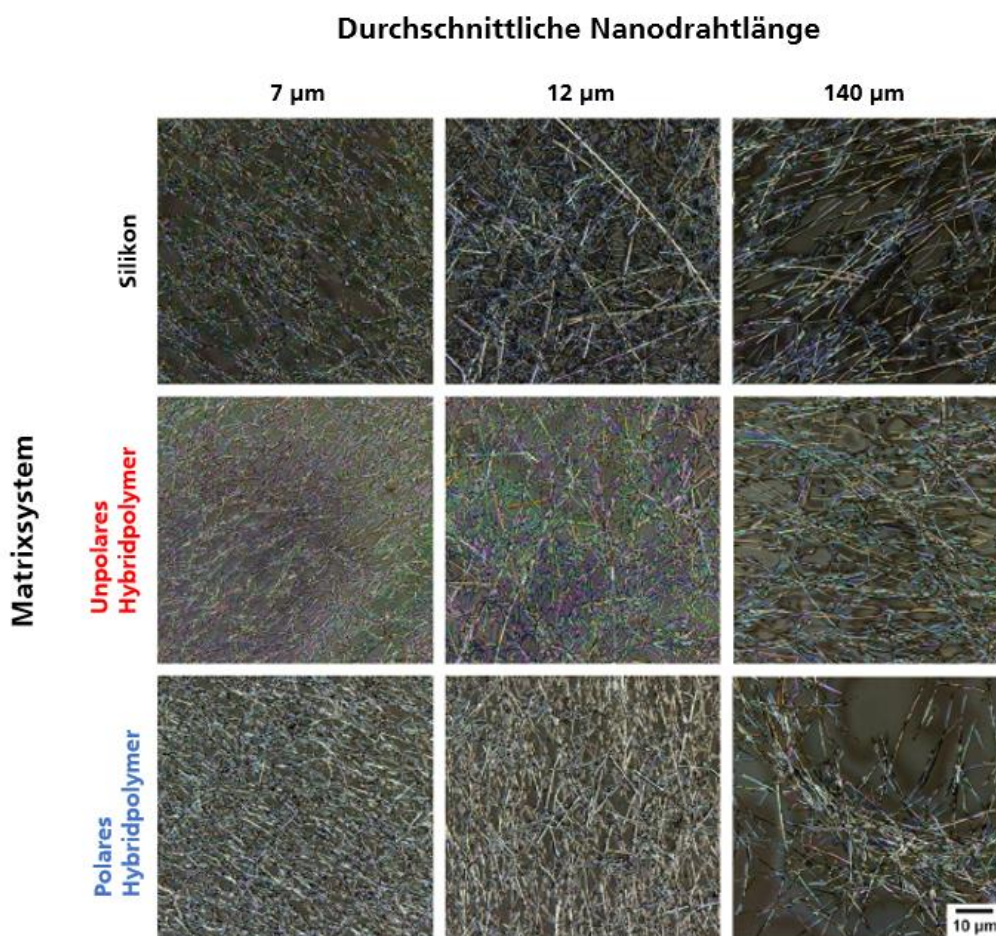 Durchschnittliche Nanodrahtlänge
7 µm
12 µm
140 µm
Matrixsystem
Silikon
Unpolares
Hybridpolymer
Polares
Hybridpolymer
10 µm